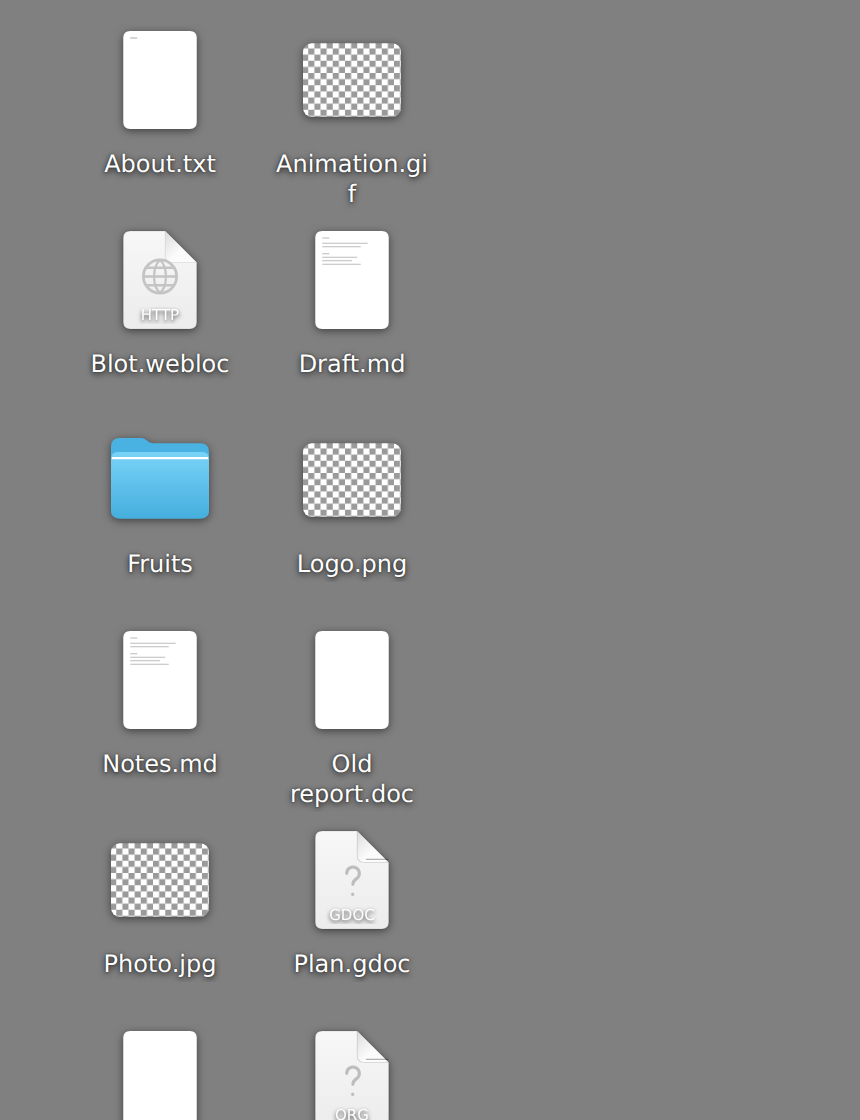 About.txt
Animation.gi
f
HTTP
Blot.webloc
Draft.md
Fruits
Logo.png
Notes.md
Old
report.doc
Photo.jpg
GDOC
Plan.gdoc
ORG